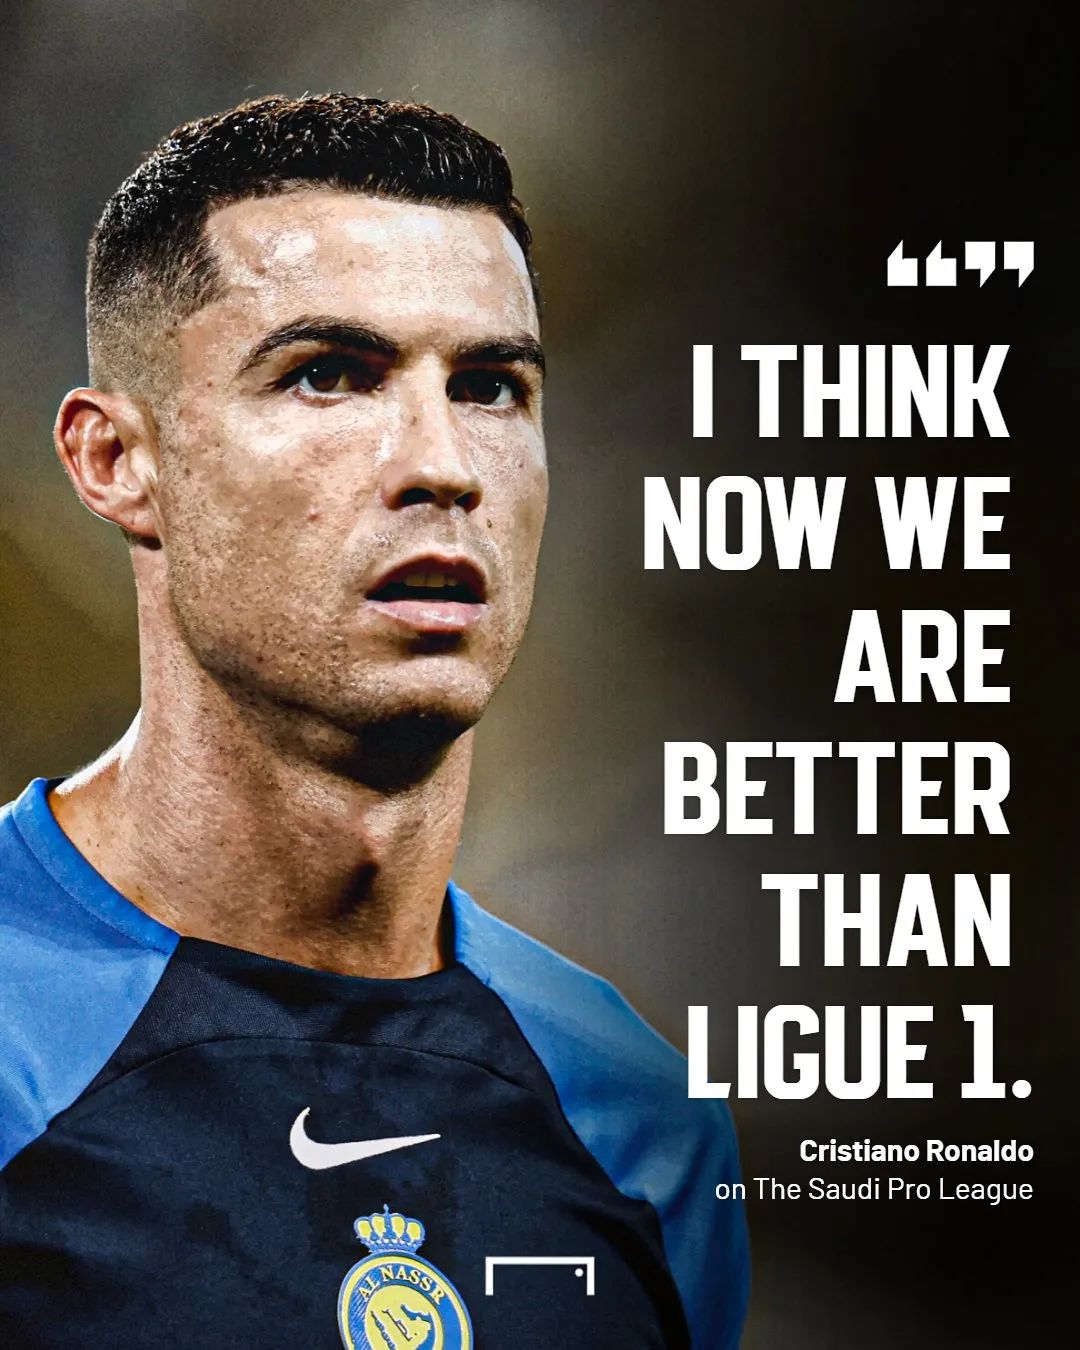 ““””
I THINK
NOW WE
ARE
BETTER
THAN
LIGUE 1.
Cristiano Ronaldo
on The Saudi Pro League
AL NASSR